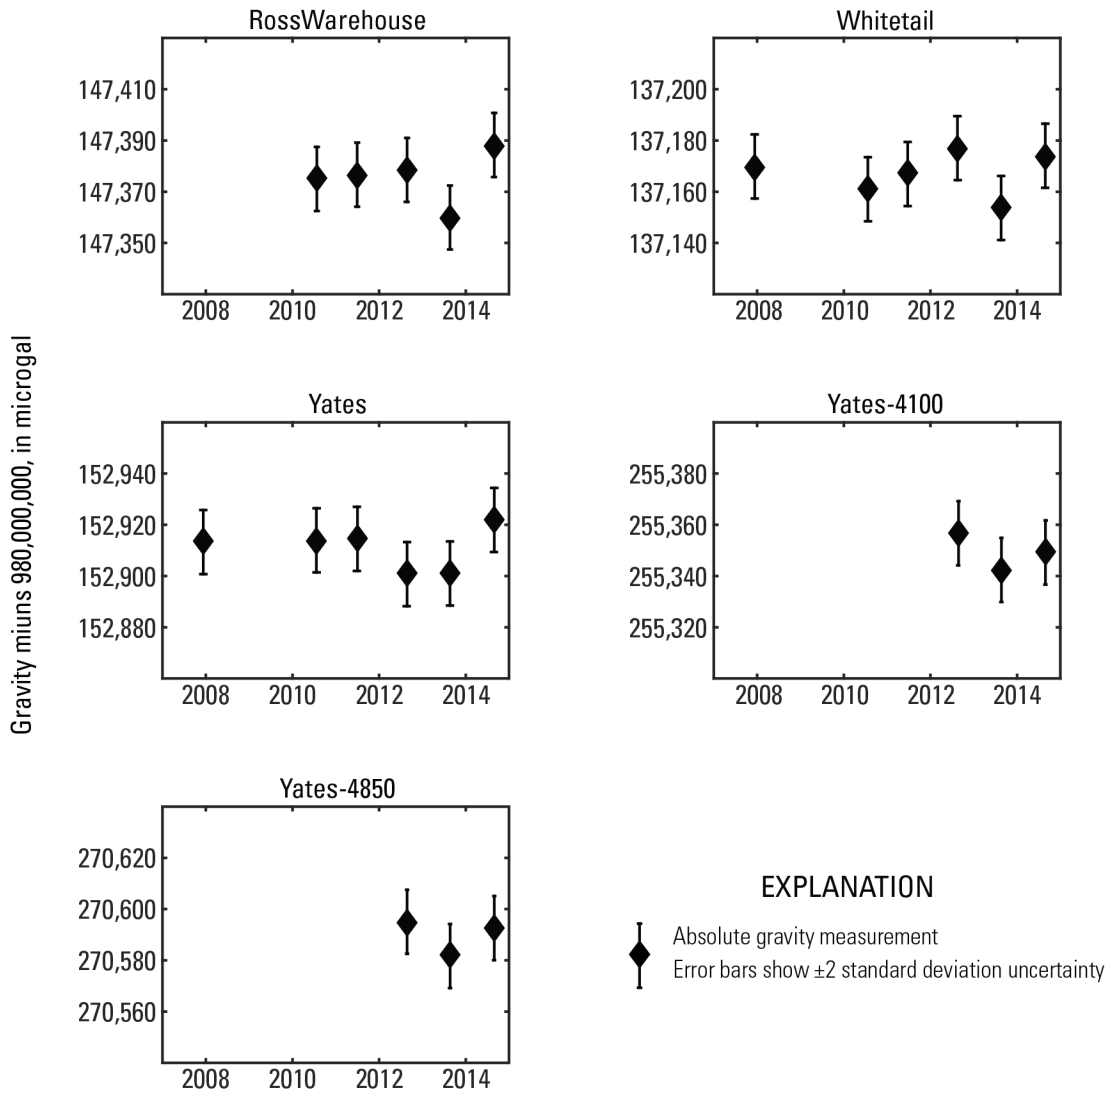 RossWarehouse
147,410
147,390
147,370
147,350
2008 2010 2012 2014
Whitetail
137,200
137,180
137,160
137,140
2008 2010 2012 2014
Gravity miuns 980,000,000, in microgal
Yates
152,940
152,920
152,900
152,880
2008 2010 2012 2014
Yates-4100
255,380
255,360
255,340
255,320
2008 2010 2012 2014
Yates-4850
270,620
270,600
270,580
270,560
2008 2010 2012 2014
EXPLANATION
Absolute gravity measurement
Error bars show ±2 standard deviation uncertainty